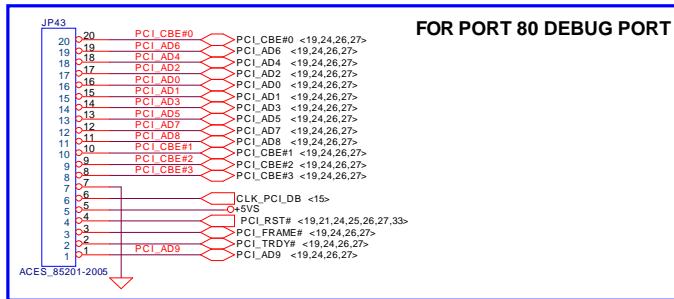 FOR PORT 80 DEBUG PORT
JP43
20 20 PCI_CBE#0 PCI_CBE#0 <19,24,26,27>
19 19 PCI_AD6 PCI_AD6 <19,24,26,27>
18 18 PCI_AD4 PCI_AD4 <19,24,26,27>
17 17 PCI_AD2 PCI_AD2 <19,24,26,27>
16 16 PCI_AD0 PCI_AD0 <19,24,26,27>
15 15 PCI_AD1 PCI_AD1 <19,24,26,27>
14 14 PCI_AD3 PCI_AD3 <19,24,26,27>
13 13 PCI_AD5 PCI_AD5 <19,24,26,27>
12 12 PCI_AD7 PCI_AD7 <19,24,26,27>
11 11 PCI_AD8 PCI_AD8 <19,24,26,27>
10 10 PCI_CBE#1 PCI_CBE#1 <19,24,26,27>
9 9 PCI_CBE#2 PCI_CBE#2 <19,24,26,27>
8 8 PCI_CBE#3 PCI_CBE#3 <19,24,26,27>
7 7
6 6 CLK_PCI_DB <15>
5 5 +5VS
4 4 PCI_RST# <19,21,24,25,26,27,33>
3 3 PCI_FRAME# <19,24,26,27>
2 2 PCI_TRDY# <19,24,26,27>
1 1 PCI_AD9 PCI_AD9 <19,24,26,27>
ACES_85201-2005